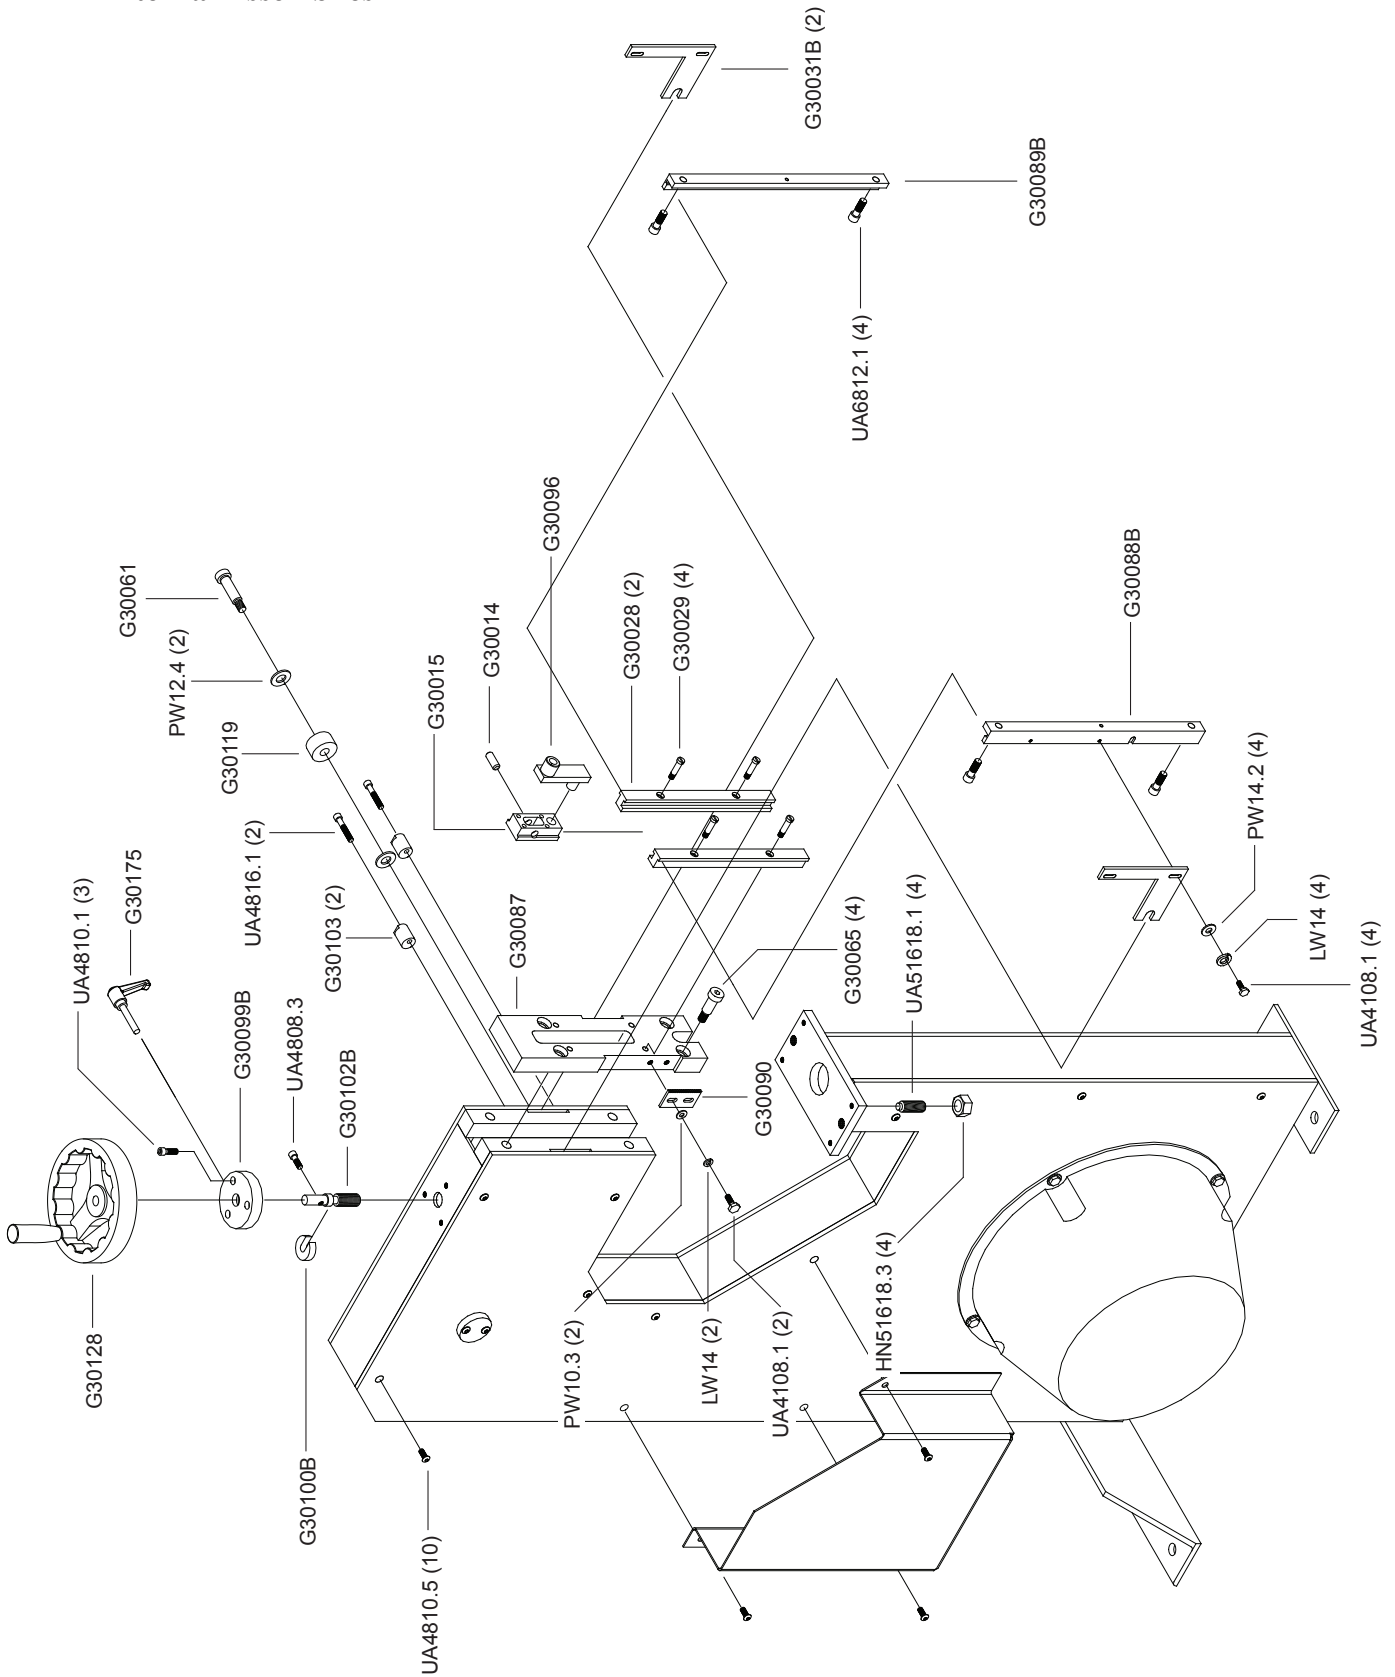 G30031B (2)
G30089B
UA6812.1 (4)
G30096
G30061
PW12.4 (2)
G30119
G30015
G30014
G30028 (2)
G30029 (4)
G30088B
UA4816.1 (2)
G30175
UA4810.1 (3)
G30103 (2)
G30099B
UA4808.3
G30102B
G30087
G30065 (4)
UA51618.1 (4)
PW14.2 (4)
LW14 (4)
UA4108.1 (4)
G30090
G30128
G30100B
UA4810.5 (10)
PW10.3 (2)
LW14 (2)
UA4108.1 (2)
HN51618.3 (4)